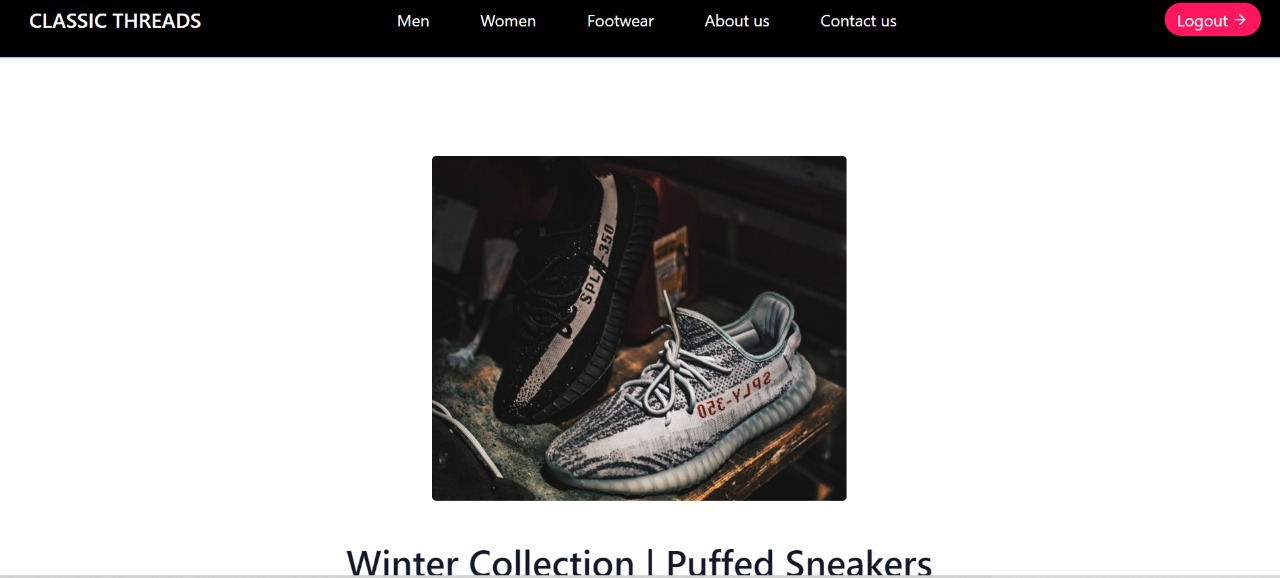 CLASSIC THREADS
Men
Women
Footwear
About us
Contact us
Logout →
SPLY-350
SPLY-350
Winter Collection | Puffed Sneakers